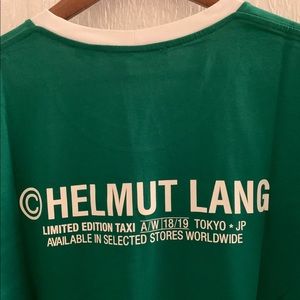 ©HELMUT LANG
LIMITED EDITION TAXI A/W 18/19 TOKYO * JP
AVAILABLE IN SELECTED STORES WORLDWIDE